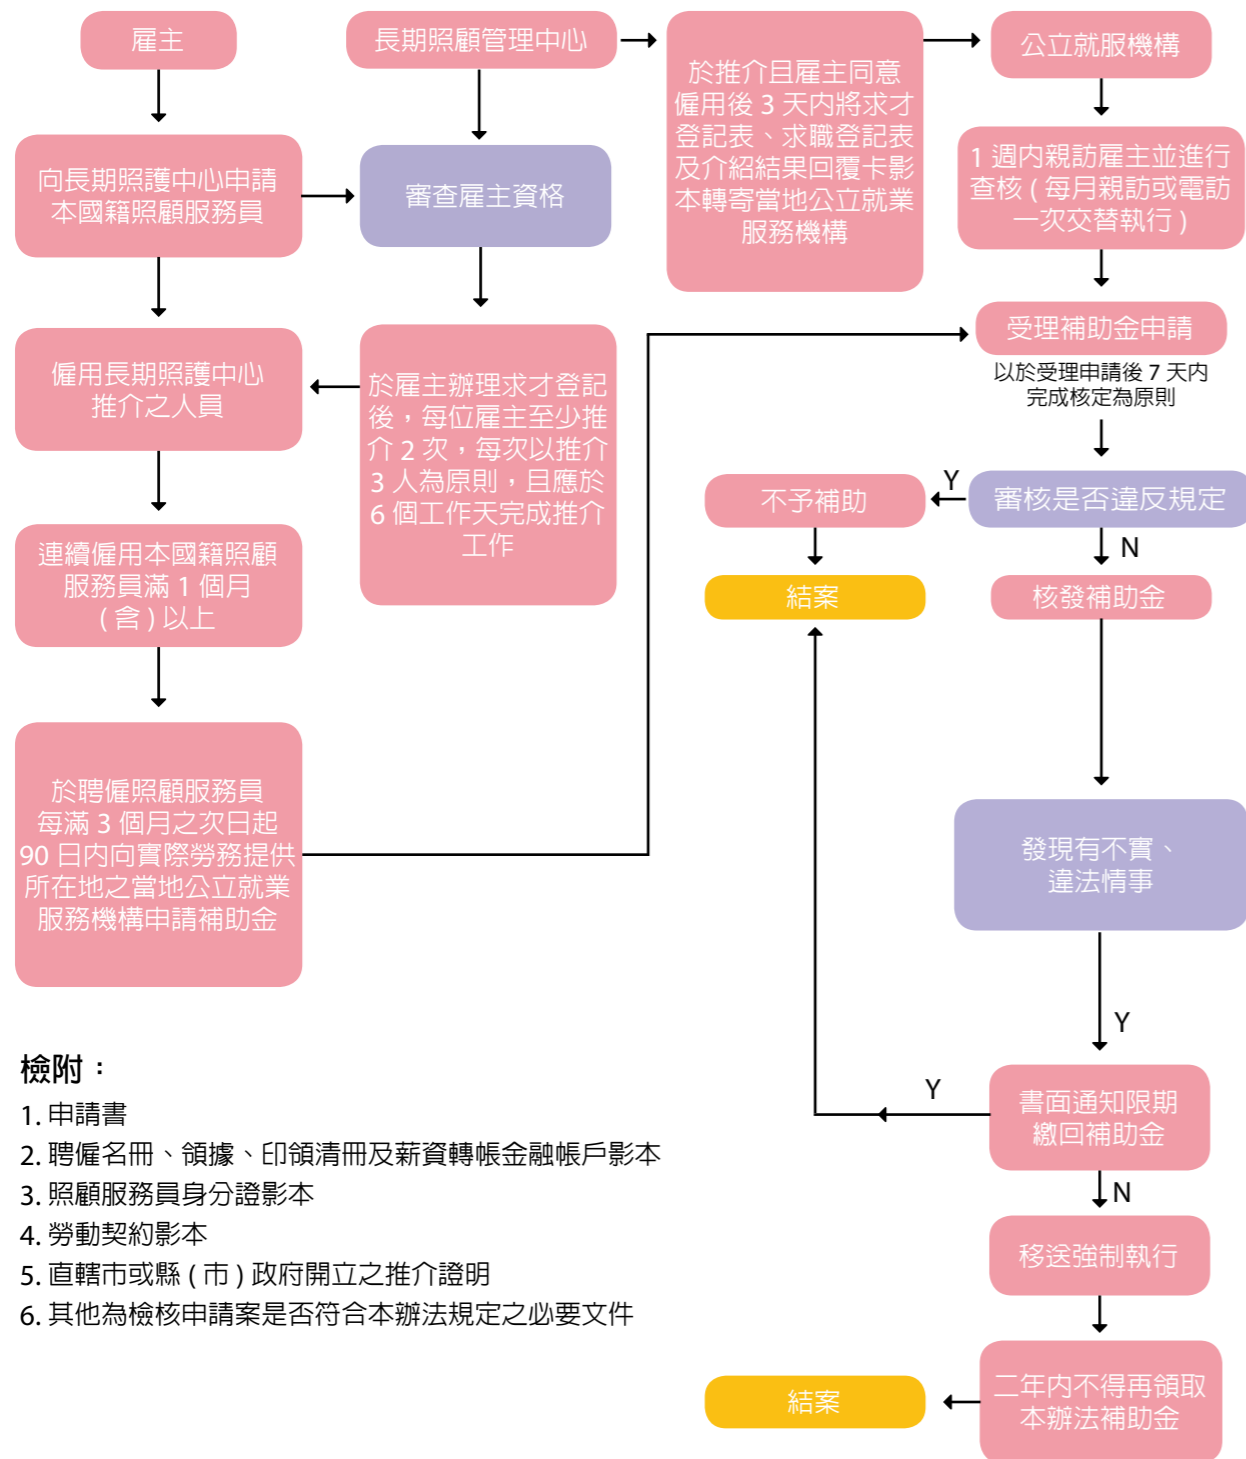 雇主
向長期照護中心申請
本國籍照顧服務員
僱用長期照護中心
推介之人員
連續僱用本國籍照顧
服務員滿 1 個月
( 含 ) 以上
於聘僱照顧服務員
每滿 3 個月之次日起
90 日內向實際勞務提供
所在地之當地公立就業
服務機構申請補助金
長期照顧管理中心
審查雇主資格
於雇主辦理求才登記
後，每位雇主至少推
介 2 次，每次以推介
3 人為原則，且應於
6 個工作天完成推介
工作
於推介且雇主同意
僱用後 3 天內將求才
登記表、求職登記表
及介紹結果回覆卡影
本轉寄當地公立就業
服務機構
公立就服機構
1 週內親訪雇主並進行
查核 ( 每月親訪或電訪
一次交替執行 )
受理補助金申請
以於受理申請後 7 天內
完成核定為原則
審核是否違反規定
Y
不予補助
結案
N
核發補助金
發現有不實、
違法情事
Y
書面通知限期
繳回補助金
Y
N
移送強制執行
二年內不得再領取
本辦法補助金
結案
檢附：
1. 申請書
2. 聘僱名冊、領據、印領清冊及薪資轉帳金融帳戶影本
3. 照顧服務員身分證影本
4. 勞動契約影本
5. 直轄市或縣 ( 市 ) 政府開立之推介證明
6. 其他為檢核申請案是否符合本辦法規定之必要文件